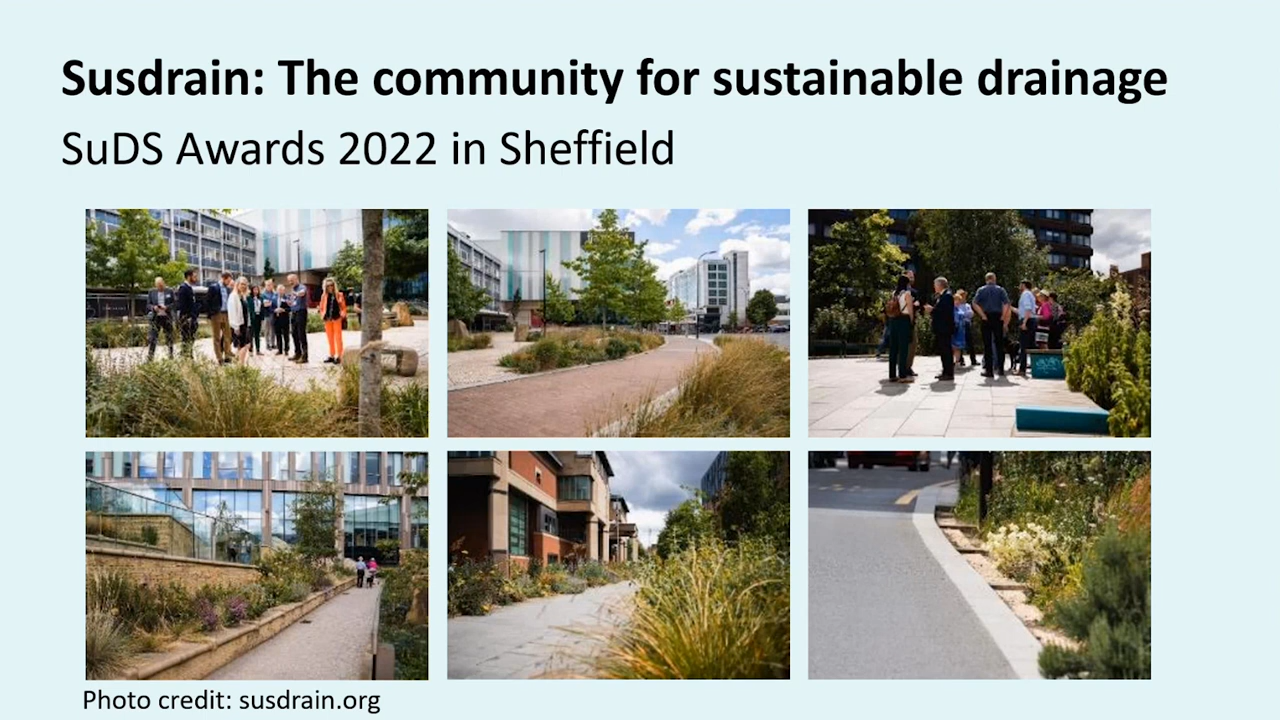 Susdrain: The community for sustainable drainage
SuDS Awards 2022 in Sheffield
Photo credit: susdrain.org